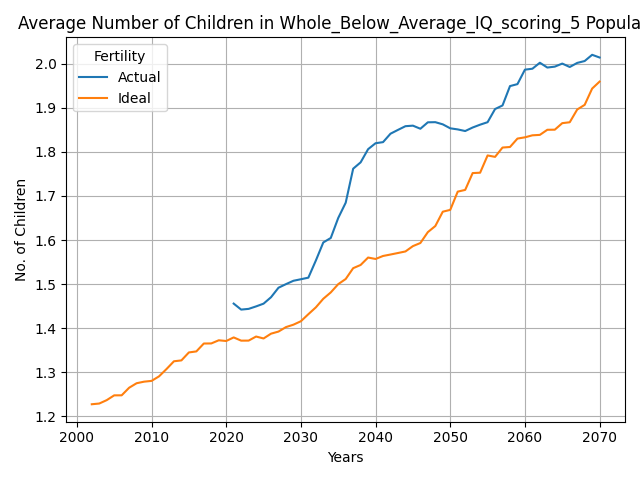 Average Number of Children in Whole_Below_Average_IQ_scoring_5 Popula
Fertility
Actual
Ideal
No. of Children
2.0
1.9
1.8
1.7
1.6
1.5
1.4
1.3
1.2
2000 2010 2020 2030 2040 2050 2060 2070
Years